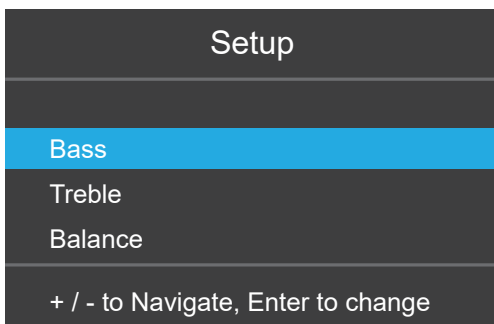 Setup
Bass
Treble
Balance
+ / - to Navigate, Enter to change